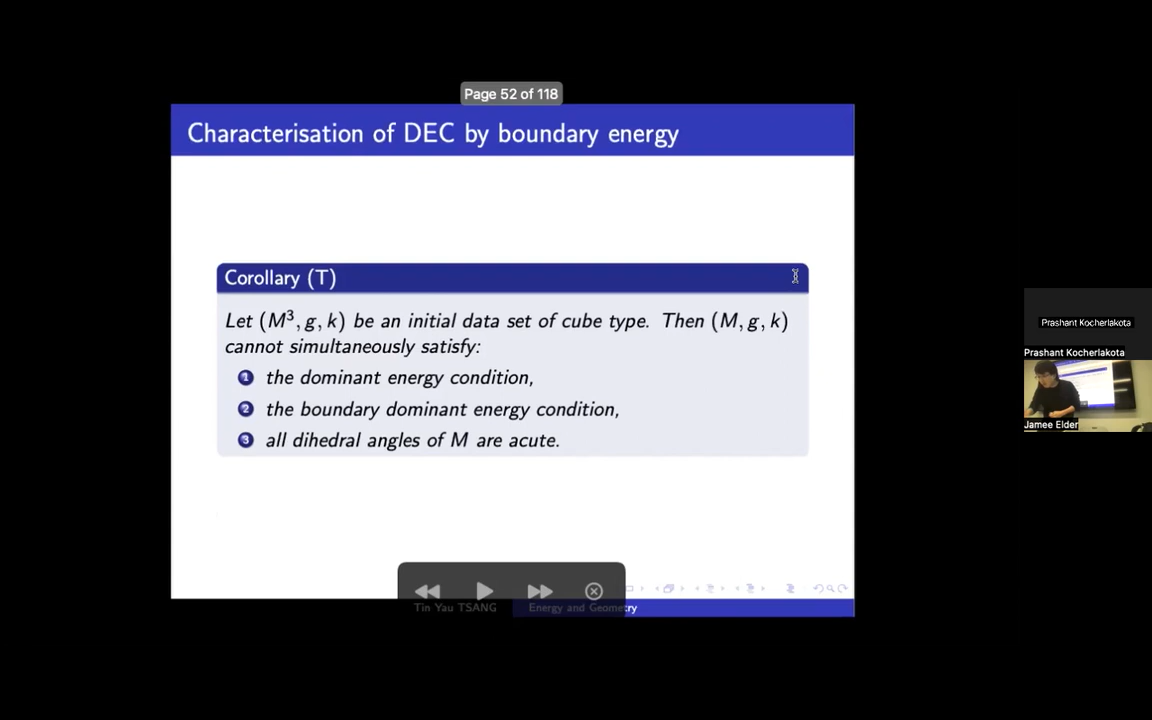 Page 52 of 118
Characterisation of DEC by boundary energy
Corollary (T)
Let (M³, g, k) be an initial data set of cube type. Then (M, g, k)
cannot simultaneously satisfy:
1 the dominant energy condition,
2 the boundary dominant energy condition,
3 all dihedral angles of M are acute.
Tin Yau TSANG Energy and Geometry
Prashant Kocherlakota
Prashant Kocherlakota
Jamee Elder